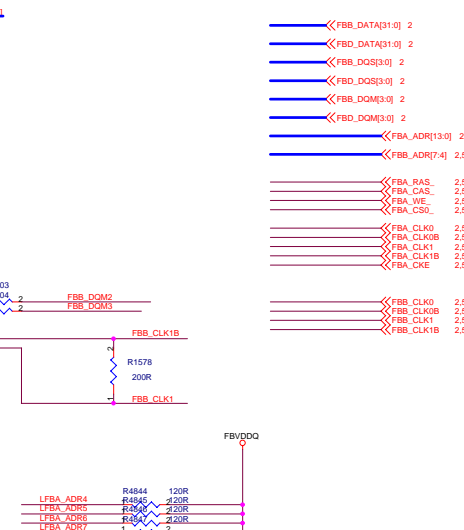 FBB_DATA[31:0] 2
FBD_DATA[31:0] 2
FBB_DQS[3:0] 2
FBD_DQS[3:0] 2
FBB_DQM[3:0] 2
FBD_DQM[3:0] 2
FBA_ADR[13:0] 2
FBB_ADR[7:4] 2,5
FBA_RAS_ 2,5
FBA_CAS_ 2,5
FBA_WE_ 2,5
FBA_CS0_ 2,5
FBA_CLK0 2,5
FBA_CLK0B 2,5
FBA_CLK1 2,5
FBA_CLK1B 2,5
FBA_CKE 2,5
FBB_CLK0 2,5
FBB_CLK0B 2,5
FBB_CLK1 2,5
FBB_CLK1B 2,5
03
04
2 FBB_DQM2
2 FBB_DQM3
FBB_CLK1B
2
R1578
200R
1
FBB_CLK1
FBVDDQ
R4844 120R
LFBA_ADR4 R4845 120R
LFBA_ADR5 R4846 120R
LFBA_ADR6 R4847 120R
LFBA_ADR7 1 2